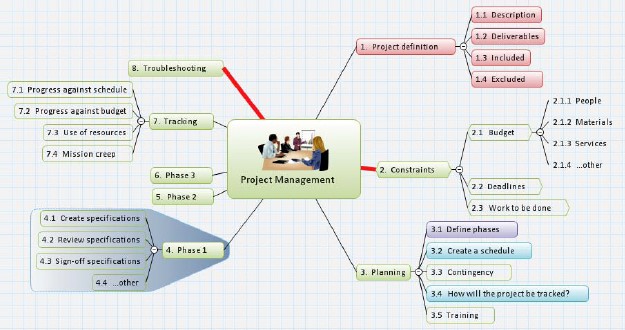 Project Management
1. Project definition
1.1 Description
1.2 Deliverables
1.3 Included
1.4 Excluded
2. Constraints
2.1 Budget
2.1.1 People
2.1.2 Materials
2.1.3 Services
2.1.4 ...other
2.2 Deadlines
2.3 Work to be done
3. Planning
3.1 Define phases
3.2 Create a schedule
3.3 Contingency
3.4 How will the project be tracked?
3.5 Training
4. Phase 1
4.1 Create specifications
4.2 Review specifications
4.3 Sign-off specifications
4.4 ...other
5. Phase 2
6. Phase 3
7. Tracking
7.1 Progress against schedule
7.2 Progress against budget
7.3 Use of resources
7.4 Mission creep
8. Troubleshooting